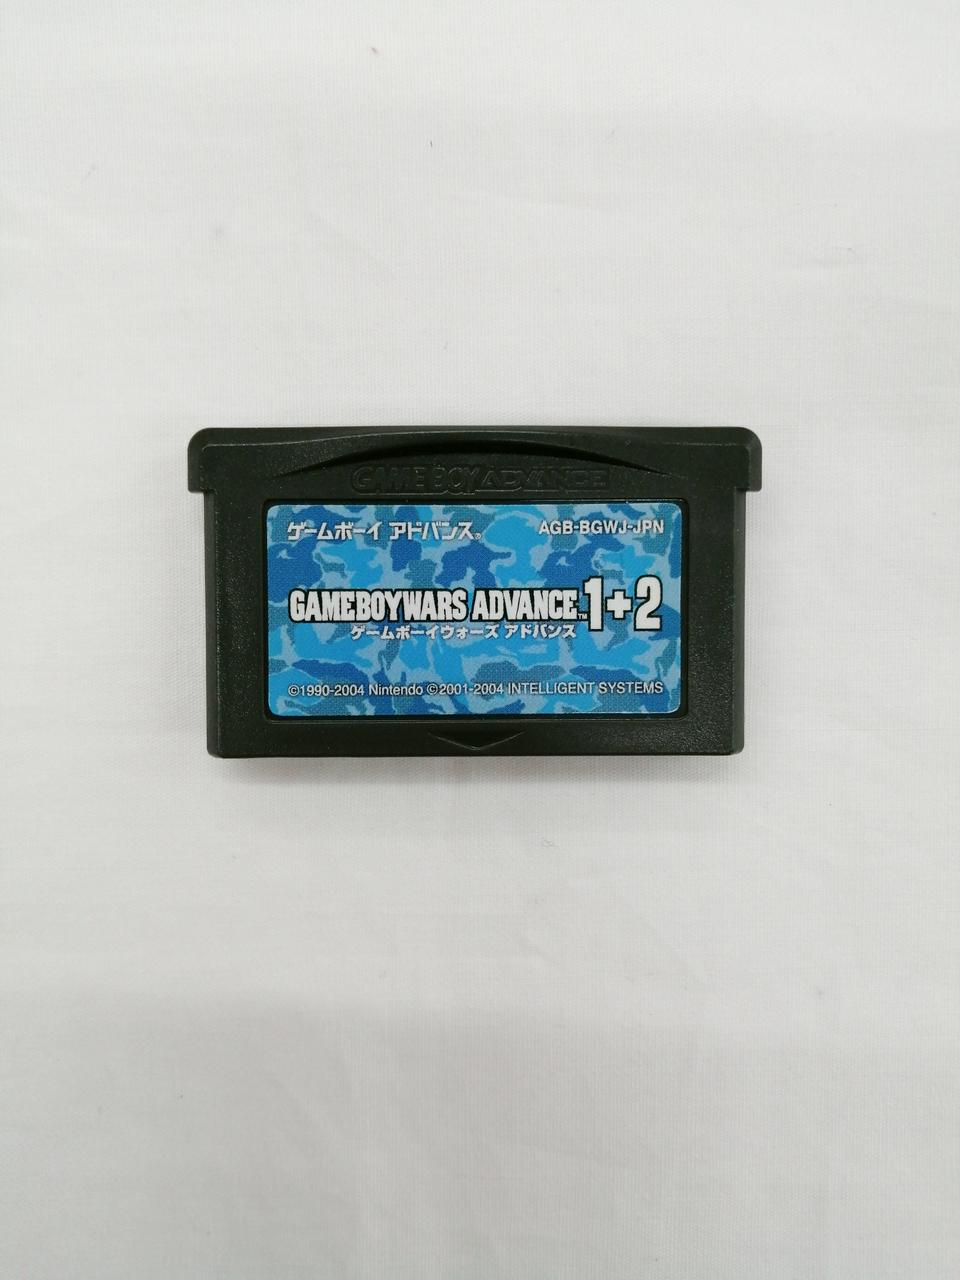 GAME BOY ADVANCE
ゲームボーイ アドバンス® AGB-BGWJ-JPN
GAMEBOYWARS ADVANCE™ 1+2
ゲームボーイウォーズ アドバンス
©1990-2004 Nintendo ©2001-2004 INTELLIGENT SYSTEMS